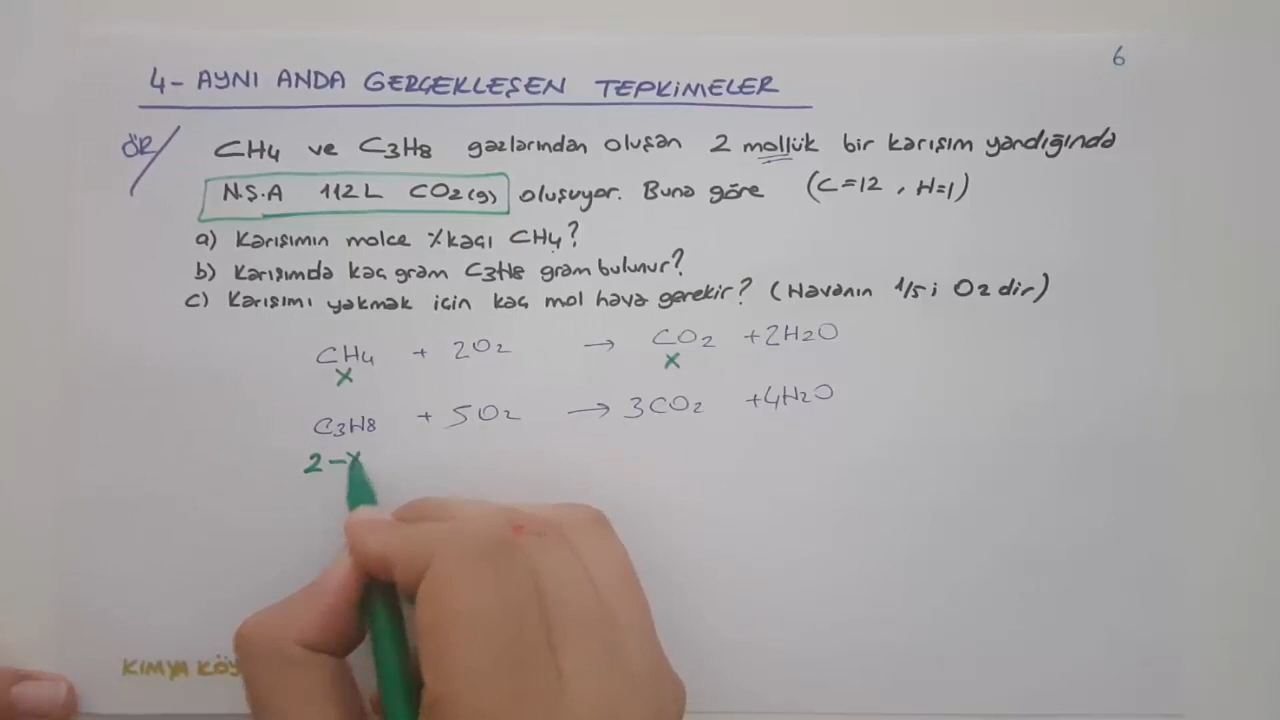 6
4- AYNI ANDA GERÇEKLEŞEN TEPKİMELER
ÖR/ CH4 ve C3H8 gazlarından oluşan 2 mollük bir karışım yandığında
N.Ş.A 112 L CO2(g) oluşuyor. Buna göre (C=12, H=1)
a) Karışımın molce %kaçı CH4?
b) Karışımda kaç gram C3H8 gram bulunur?
c) Karışımı yakmak için kaç mol hava gerekir? (Havanın 1/5 i O2 dir)
CH4 + 2O2 → CO2 + 2H2O
x x
C3H8 + 5O2 → 3CO2 + 4H2O
2-x
KİMYA